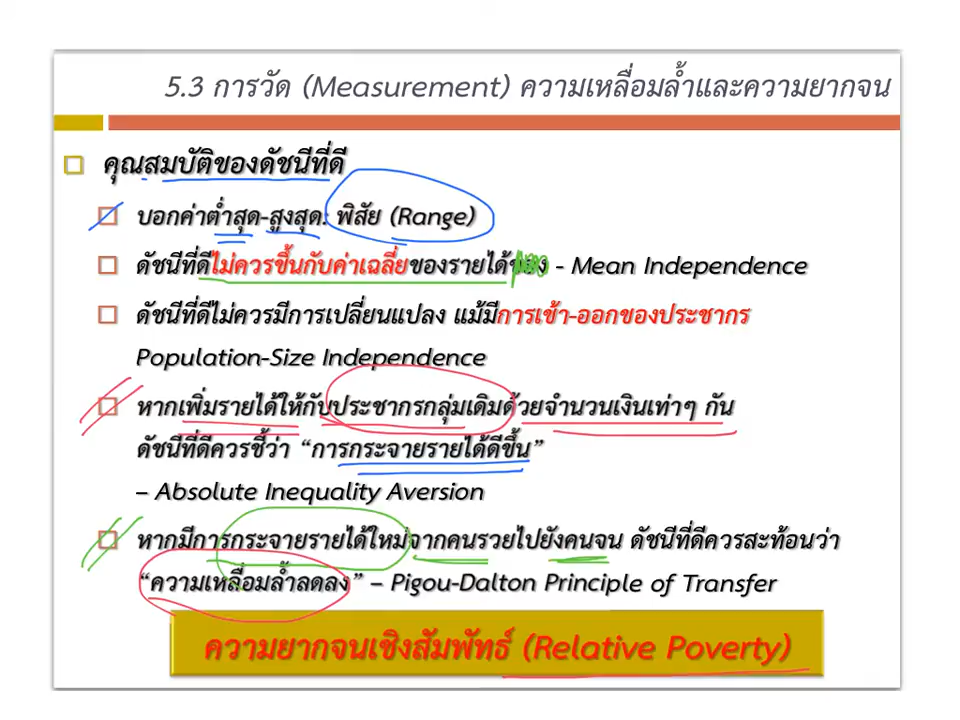 5.3 การวัด (Measurement) ความเหลื่อมล้ำและความยากจน
คุณสมบัติของดัชนีที่ดี
บอกค่าต่ำสุด-สูงสุด: พิสัย (Range)
ดัชนีที่ดีไม่ควรขึ้นกับค่าเฉลี่ยของรายได้ - Mean Independence
ดัชนีที่ดีไม่ควรมีการเปลี่ยนแปลง แม้มีการเข้า-ออกของประชากร
Population-Size Independence
หากเพิ่มรายได้ให้กับประชากรกลุ่มเดิมด้วยจำนวนเงินเท่าๆ กัน
ดัชนีที่ดีควรชี้ว่า “การกระจายรายได้ดีขึ้น”
– Absolute Inequality Aversion
หากมีการกระจายรายได้ใหม่จากคนรวยไปยังคนจน ดัชนีที่ดีควรสะท้อนว่า
“ความเหลื่อมล้ำลดลง” – Pigou-Dalton Principle of Transfer
ความยากจนเชิงสัมพัทธ์ (Relative Poverty)